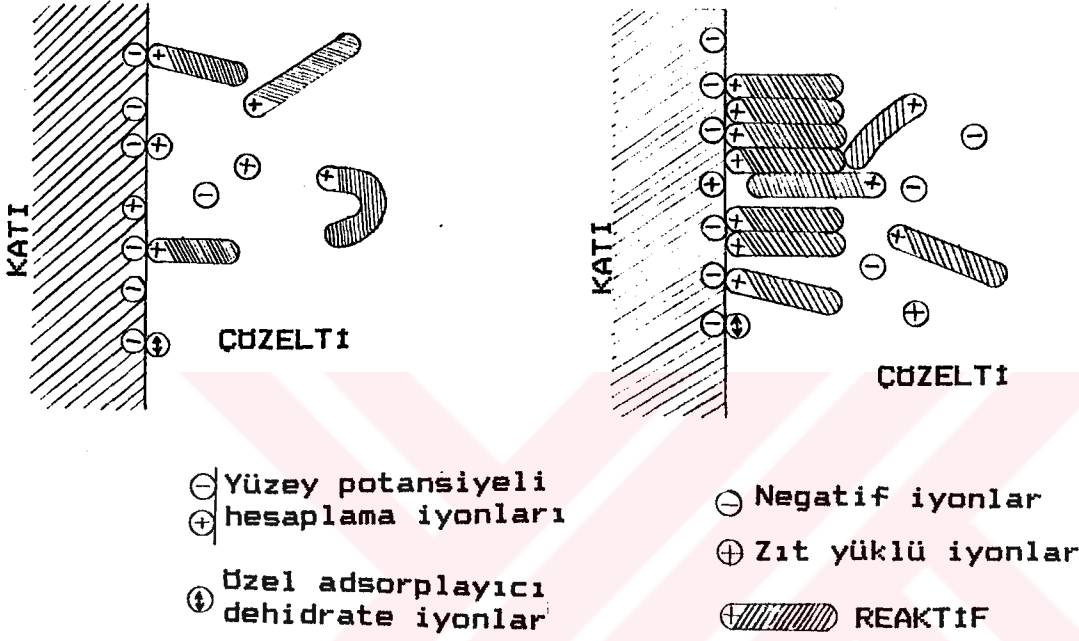 KATI
ÇÖZELTİ
KATI
ÇÖZELTİ
Yüzey potansiyeli
hesaplama iyonları
Özel adsorplayıcı
dehidrate iyonlar
Negatif iyonlar
Zıt yüklü iyonlar
REAKTİF